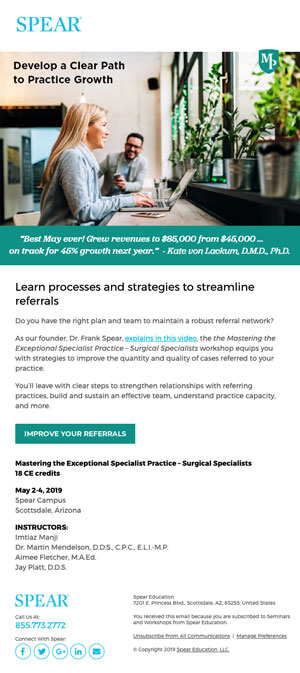 SPEAR®
Develop a Clear Path
to Practice Growth
MP
“Best May ever! Grew revenues to $85,000 from $45,000 ...
on track for 45% growth next year.” - Kate von Lackum, D.M.D., Ph.D.
Learn processes and strategies to streamline
referrals
Do you have the right plan and team to maintain a robust referral network?
As our founder, Dr. Frank Spear, explains in this video, the the Mastering the
Exceptional Specialist Practice – Surgical Specialists workshop equips you
with strategies to improve the quantity and quality of cases referred to your
practice.
You’ll leave with clear steps to strengthen relationships with referring
practices, build and sustain an effective team, understand practice capacity,
and more.
IMPROVE YOUR REFERRALS
Mastering the Exceptional Specialist Practice – Surgical Specialists
18 CE credits
May 2-4, 2019
Spear Campus
Scottsdale, Arizona
INSTRUCTORS:
Imtiaz Manji
Dr. Martin Mendelson, D.D.S., C.P.C., E.L.I.-M.P.
Aimee Fletcher, M.A.Ed.
Jay Platt, D.D.S.
SPEAR®
Call Us At:
855.773.2772
Connect With Spear:
Spear Education
7201 E. Princess Blvd., Scottsdale, AZ, 85255, United States
You received this email because you are subscribed to Seminars
and Workshops from Spear Education.
Unsubscribe From All Communications | Manage Preferences
© Copyright 2019 Spear Education, LLC.